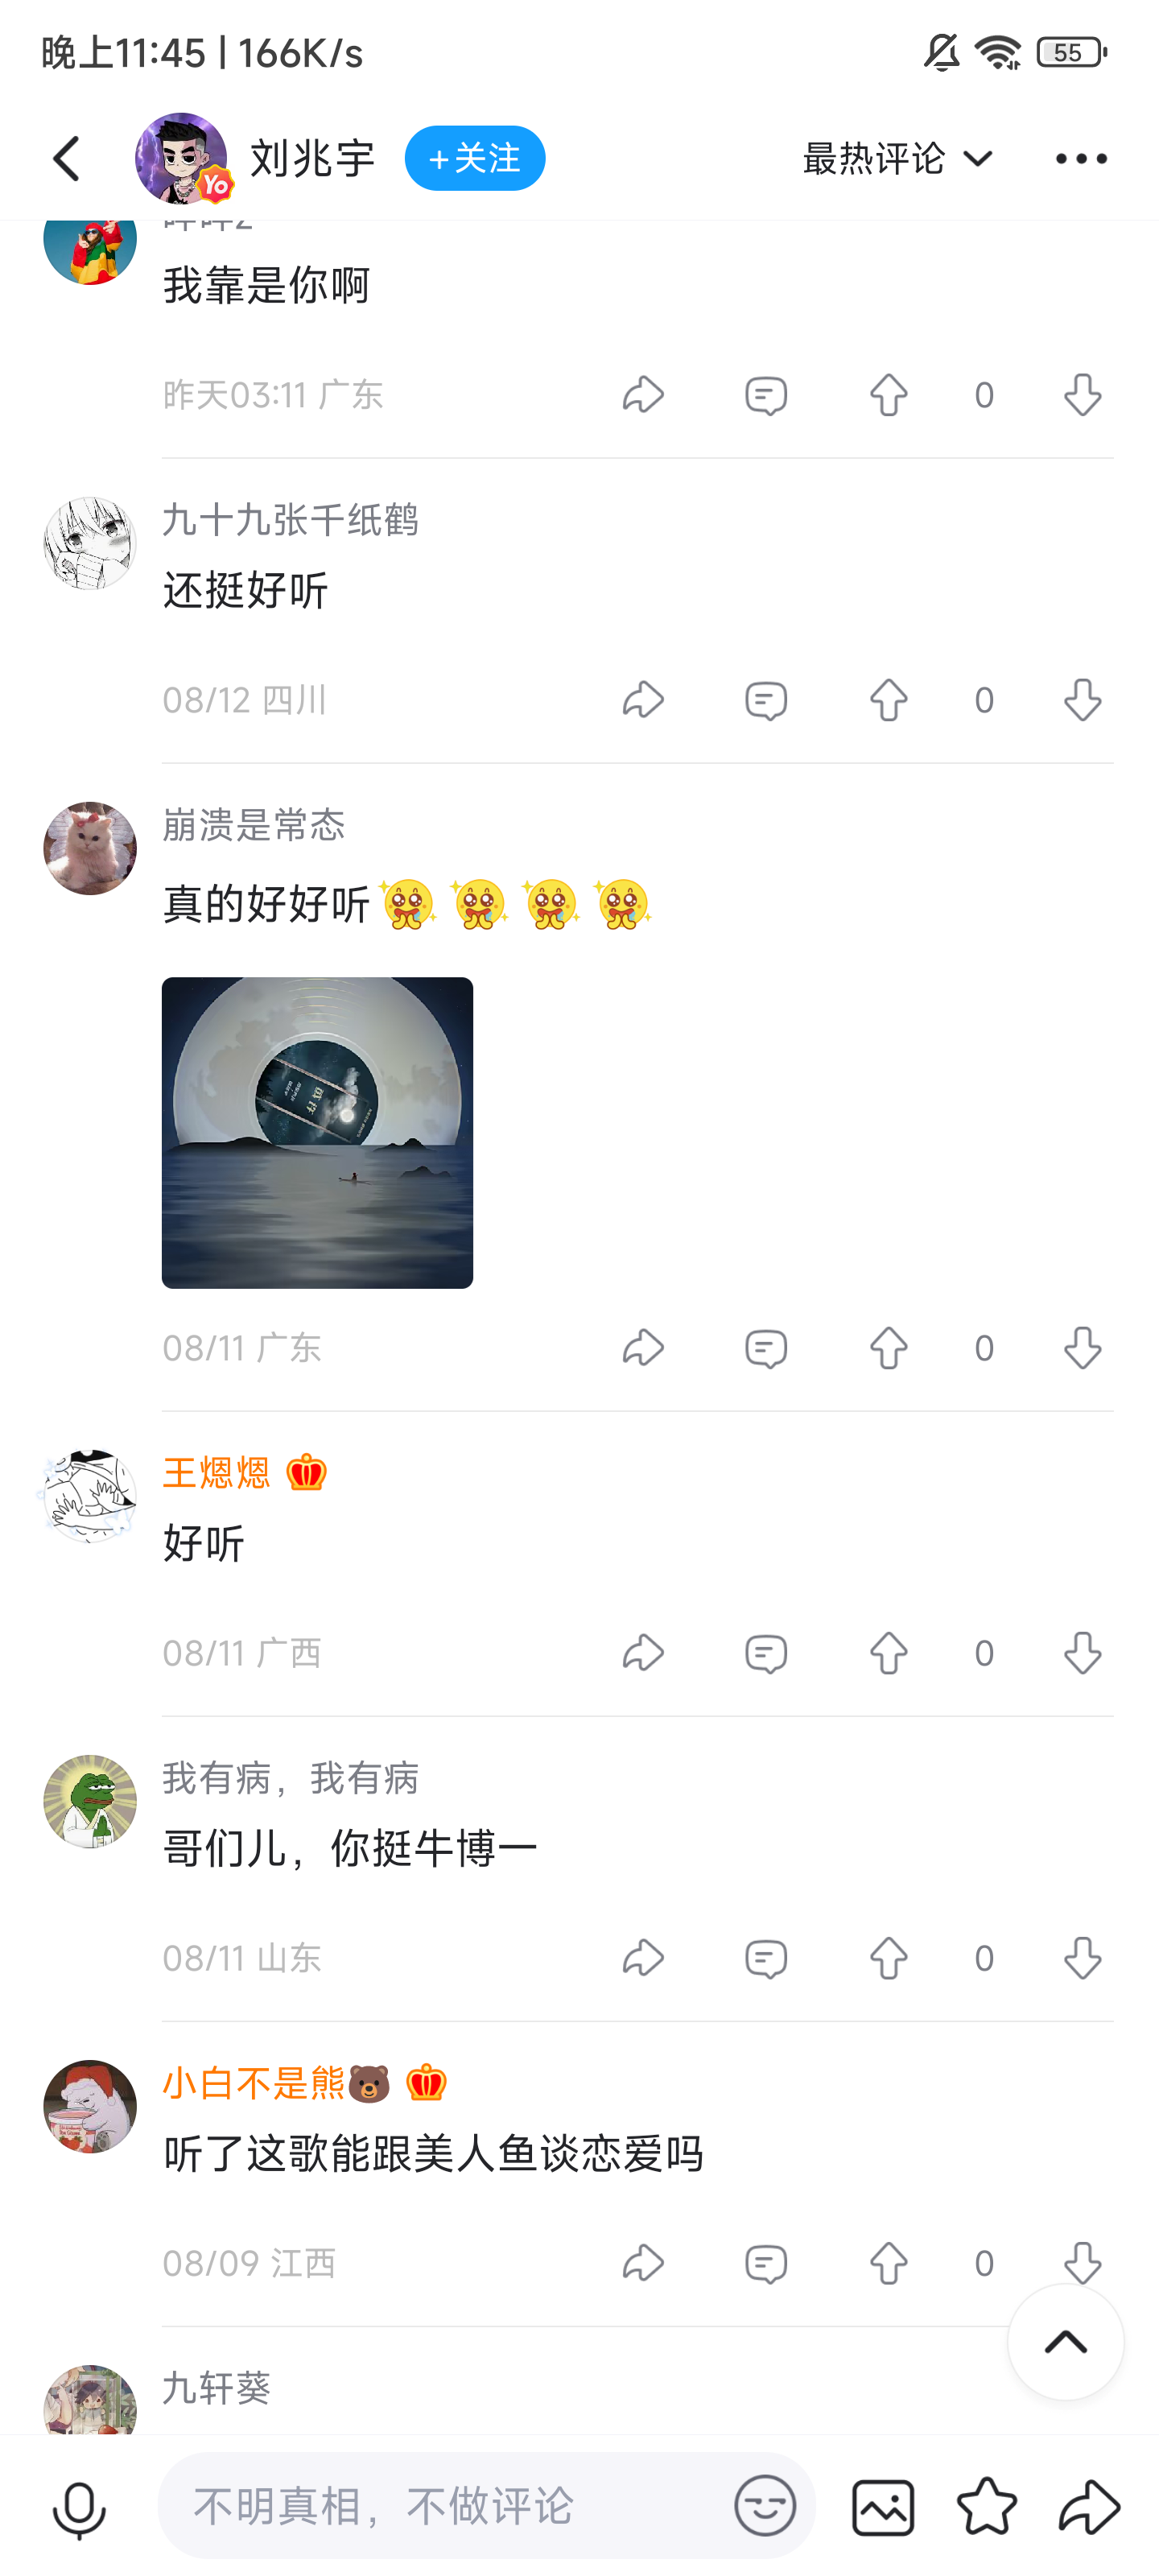 晚上11:45 | 166K/s
55
刘兆宇
Yo
+关注
最热评论
我靠是你啊
昨天03:11 广东
0
九十九张千纸鹤
还挺好听
08/12 四川
0
崩溃是常态
真的好好听
08/11 广东
0
王煾煾
好听
08/11 广西
0
我有病，我有病
哥们儿，你挺牛博一
08/11 山东
0
小白不是熊🐻
听了这歌能跟美人鱼谈恋爱吗
08/09 江西
0
九轩葵
不明真相，不做评论